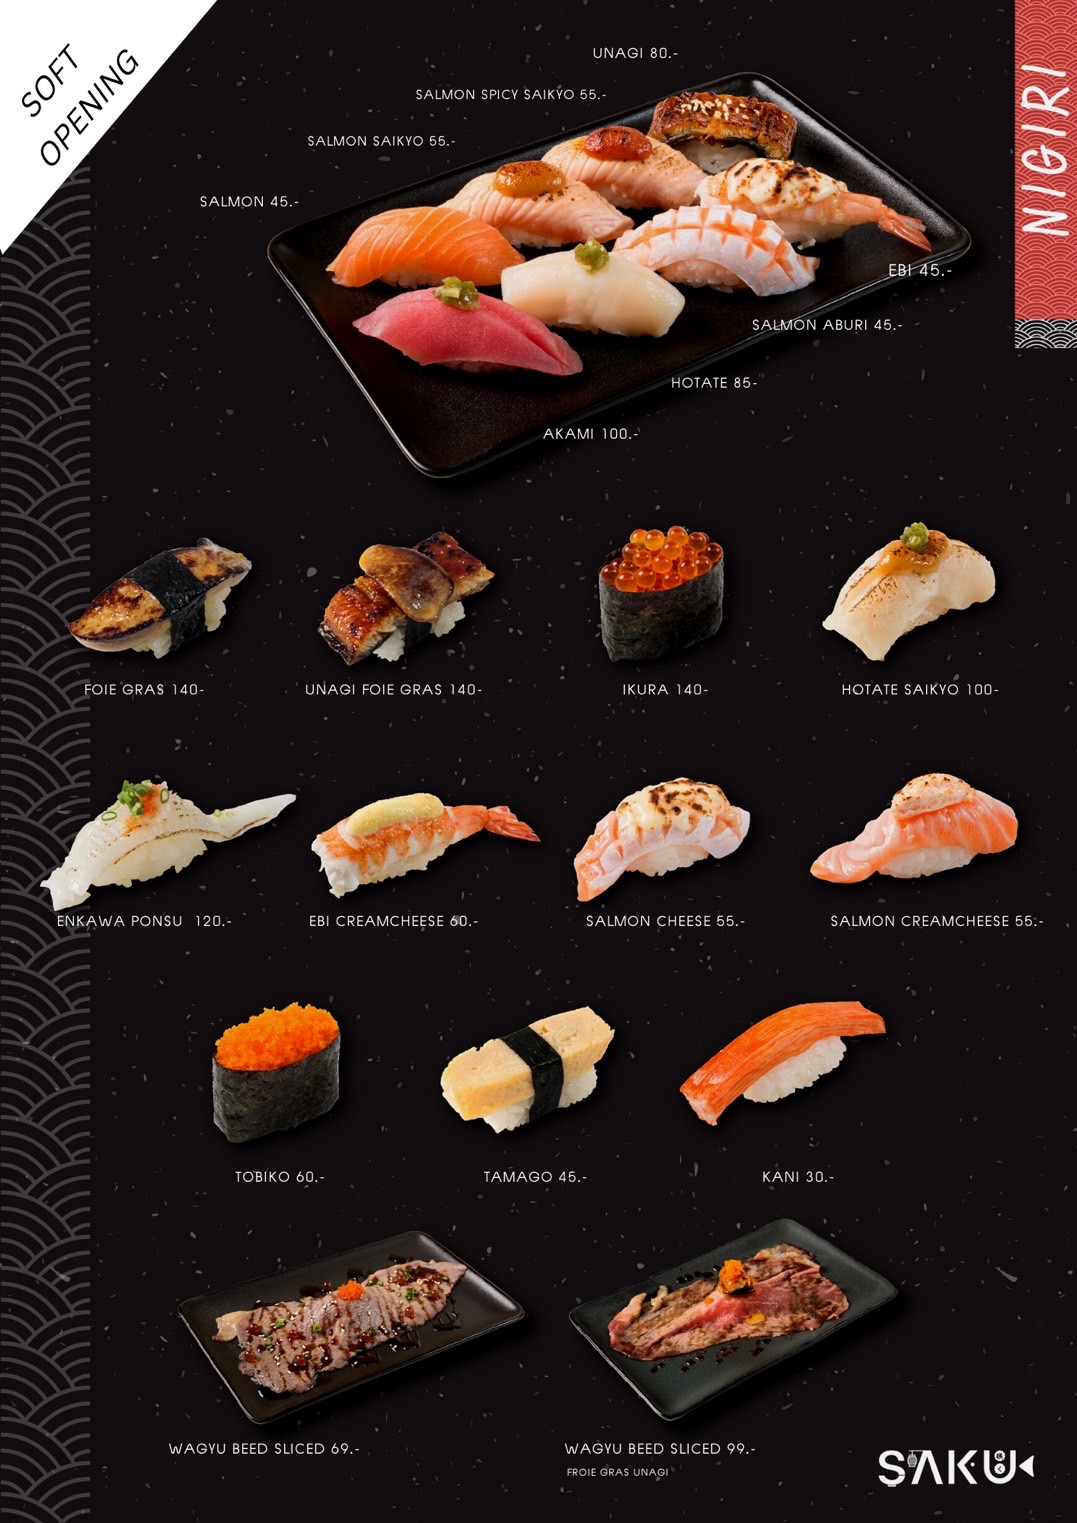 SOFT
OPENING
NIGIRI
UNAGI 80.-
SALMON SPICY SAIKYO 55.-
SALMON SAIKYO 55.-
SALMON 45.-
EBI 45.-
SALMON ABURI 45.-
HOTATE 85-
AKAMI 100.-
FOIE GRAS 140-
UNAGI FOIE GRAS 140-
IKURA 140-
HOTATE SAIKYO 100-
ENKAWA PONSU 120.-
EBI CREAMCHEESE 60.-
SALMON CHEESE 55.-
SALMON CREAMCHEESE 55.-
TOBIKO 60.-
TAMAGO 45.-
KANI 30.-
WAGYU BEED SLICED 69.-
WAGYU BEED SLICED 99.-
FROIE GRAS UNAGI
SAKU